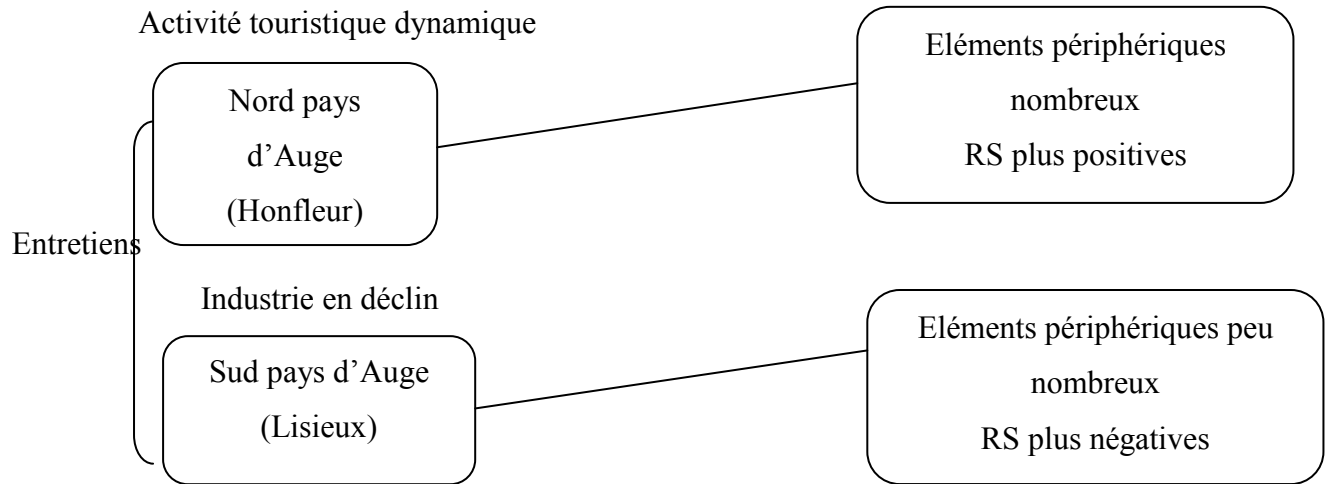 Activité touristique dynamique
Nord pays
d’Auge
(Honfleur)
Eléments périphériques
nombreux
RS plus positives
Entretiens
Industrie en déclin
Sud pays d’Auge
(Lisieux)
Eléments périphériques peu
nombreux
RS plus négatives